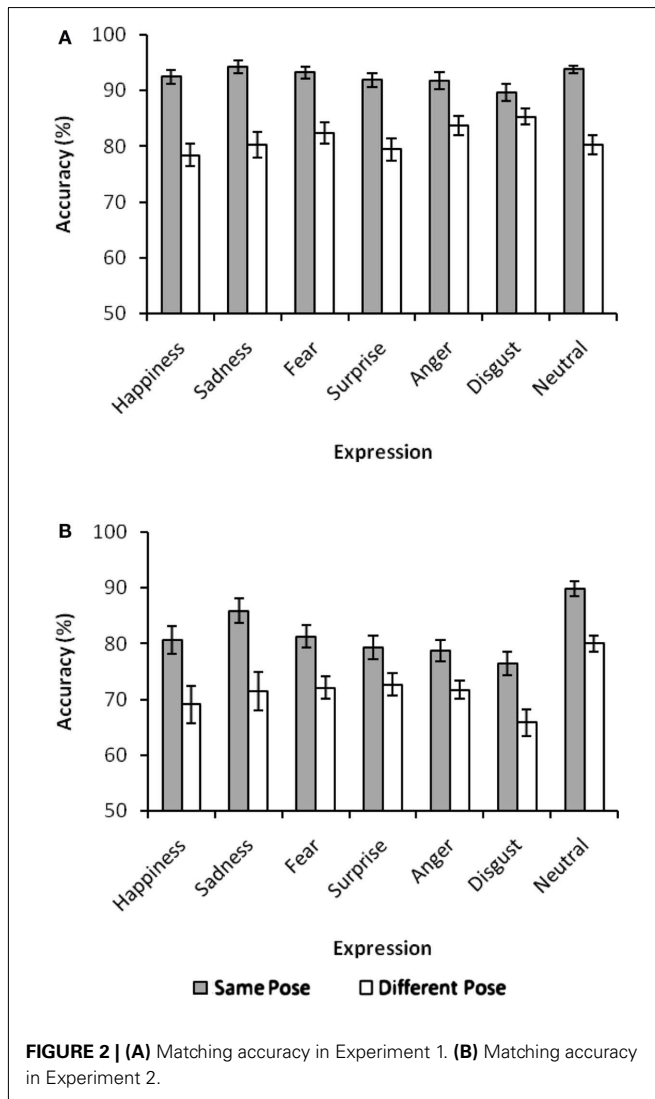 A
100
90
80
70
60
50
Accuracy (%)
Happiness
Sadness
Fear
Surprise
Anger
Disgust
Neutral
Expression
B
100
90
80
70
60
50
Accuracy (%)
Happiness
Sadness
Fear
Surprise
Anger
Disgust
Neutral
Expression
Same Pose Different Pose
FIGURE 2 | (A) Matching accuracy in Experiment 1. (B) Matching accuracy
in Experiment 2.